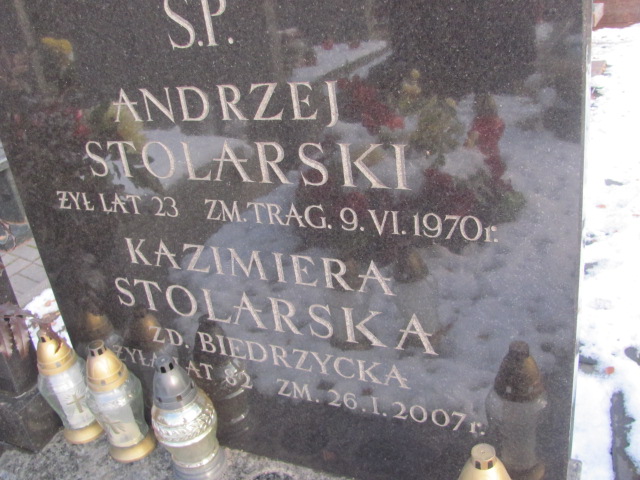 Ś.P.
ANDRZEJ
STOLARSKI
ŻYŁ LAT 23 ZM. TRAG. 9.VI.1970r.
KAZIMIERA
STOLARSKA
ZD. BIEDRZYCKA
ŻYŁA LAT 82 ZM. 26.I.2007r.